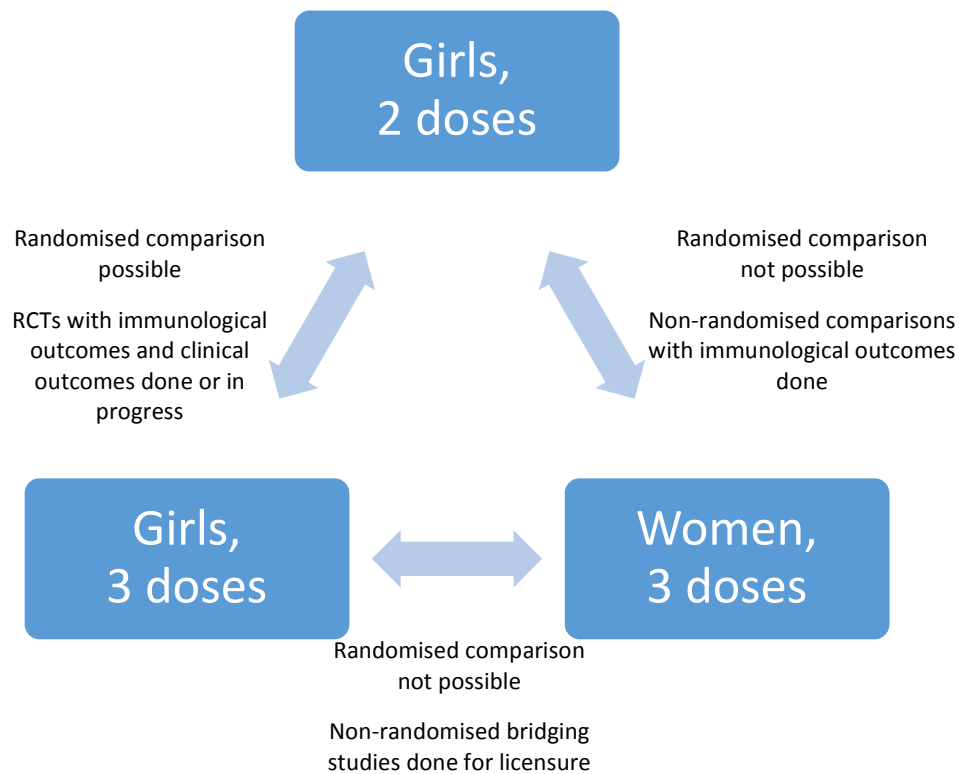 Girls,
2 doses
Randomised comparison
possible
RCTs with immunological
outcomes and clinical
outcomes done or in
progress
Randomised comparison
not possible
Non-randomised comparisons
with immunological outcomes
done
Girls,
3 doses
Women,
3 doses
Randomised comparison
not possible
Non-randomised bridging
studies done for licensure